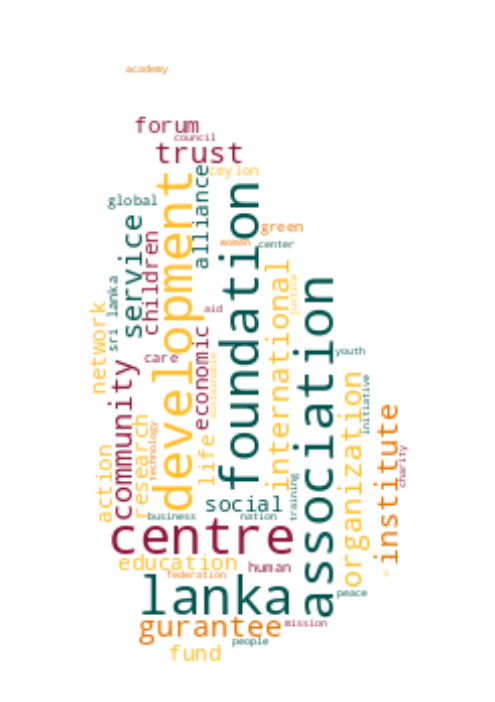 academy
forum
council
trust
ceylon
alliance
development
foundation
global
service
children
green
women
center
international
justice
sri lanka
network
aid
economic
association
care
sustainable
youth
community
life
initiative
organization
institute
research
technology
action
charity
training
social
business
nation
centre
education
human
federation
lanka
peace
gurantee
mission
people
fund